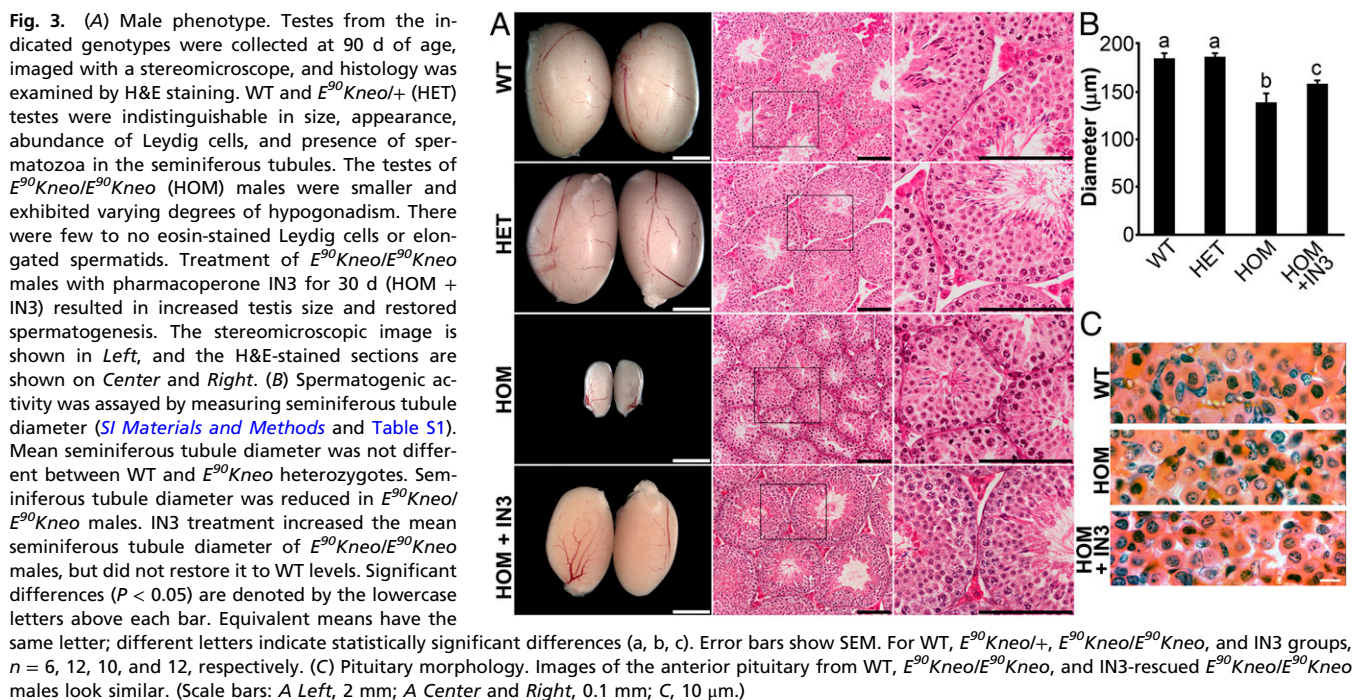 Fig. 3. (A) Male phenotype. Testes from the in-
dicated genotypes were collected at 90 d of age,
imaged with a stereomicroscope, and histology was
examined by H&E staining. WT and E⁹⁰Kneo/+ (HET)
testes were indistinguishable in size, appearance,
abundance of Leydig cells, and presence of sper-
matozoa in the seminiferous tubules. The testes of
E⁹⁰Kneo/E⁹⁰Kneo (HOM) males were smaller and
exhibited varying degrees of hypogonadism. There
were few to no eosin-stained Leydig cells or elon-
gated spermatids. Treatment of E⁹⁰Kneo/E⁹⁰Kneo
males with pharmacoperone IN3 for 30 d (HOM +
IN3) resulted in increased testis size and restored
spermatogenesis. The stereomicroscopic image is
shown in Left, and the H&E-stained sections are
shown on Center and Right. (B) Spermatogenic ac-
tivity was assayed by measuring seminiferous tubule
diameter (SI Materials and Methods and Table S1).
Mean seminiferous tubule diameter was not differ-
ent between WT and E⁹⁰Kneo heterozygotes. Sem-
iniferous tubule diameter was reduced in E⁹⁰Kneo/
E⁹⁰Kneo males. IN3 treatment increased the mean
seminiferous tubule diameter of E⁹⁰Kneo/E⁹⁰Kneo
males, but did not restore it to WT levels. Significant
differences (P < 0.05) are denoted by the lowercase
letters above each bar. Equivalent means have the
same letter; different letters indicate statistically significant differences (a, b, c). Error bars show SEM. For WT, E⁹⁰Kneo/+, E⁹⁰Kneo/E⁹⁰Kneo, and IN3 groups,
n = 6, 12, 10, and 12, respectively. (C) Pituitary morphology. Images of the anterior pituitary from WT, E⁹⁰Kneo/E⁹⁰Kneo, and IN3-rescued E⁹⁰Kneo/E⁹⁰Kneo
males look similar. (Scale bars: A Left, 2 mm; A Center and Right, 0.1 mm; C, 10 μm.)
A
WT
HET
HOM
HOM + IN3
B
Diameter (μm)
200
150
100
50
0
a
a
b
c
WT
HET
HOM
HOM
+IN3
C
WT
HOM
HOM
+ IN3